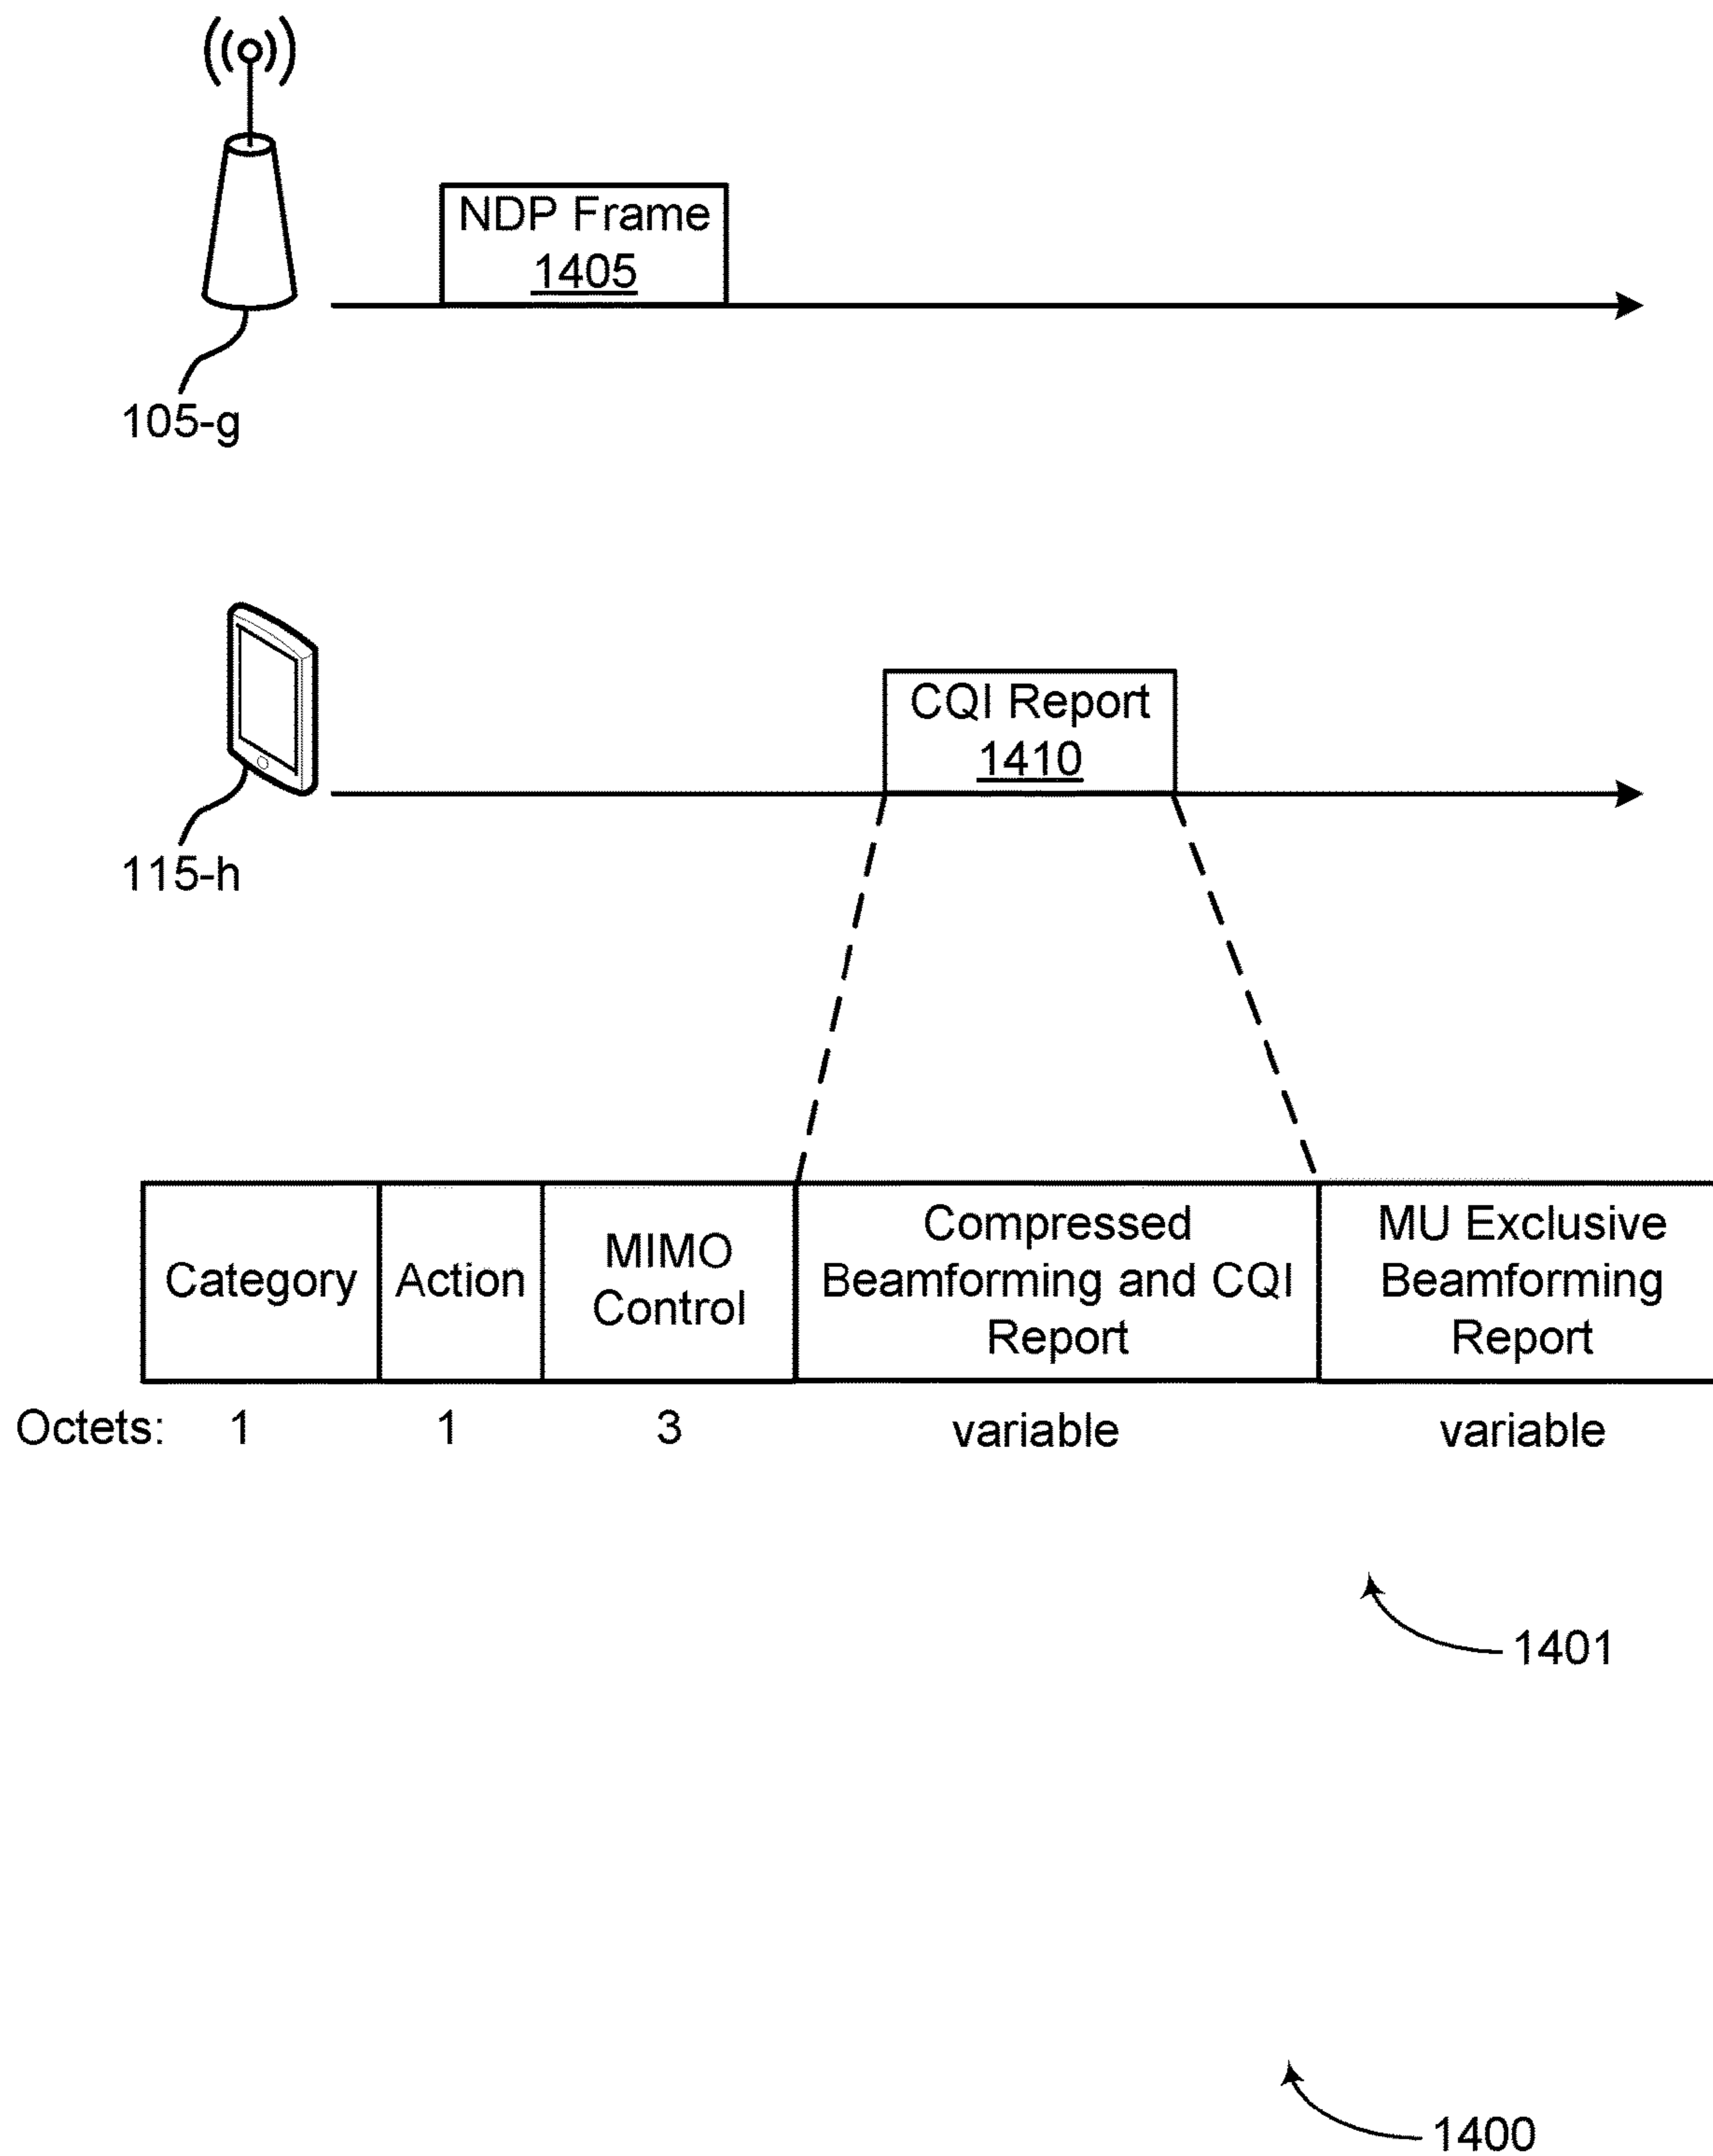 NDP Frame
1405
105-g
CQI Report
1410
115-h
Category
Action
MIMO
Control
Compressed
Beamforming and CQI
Report
MU Exclusive
Beamforming
Report
Octets: 1 1 3 variable variable
1401
1400